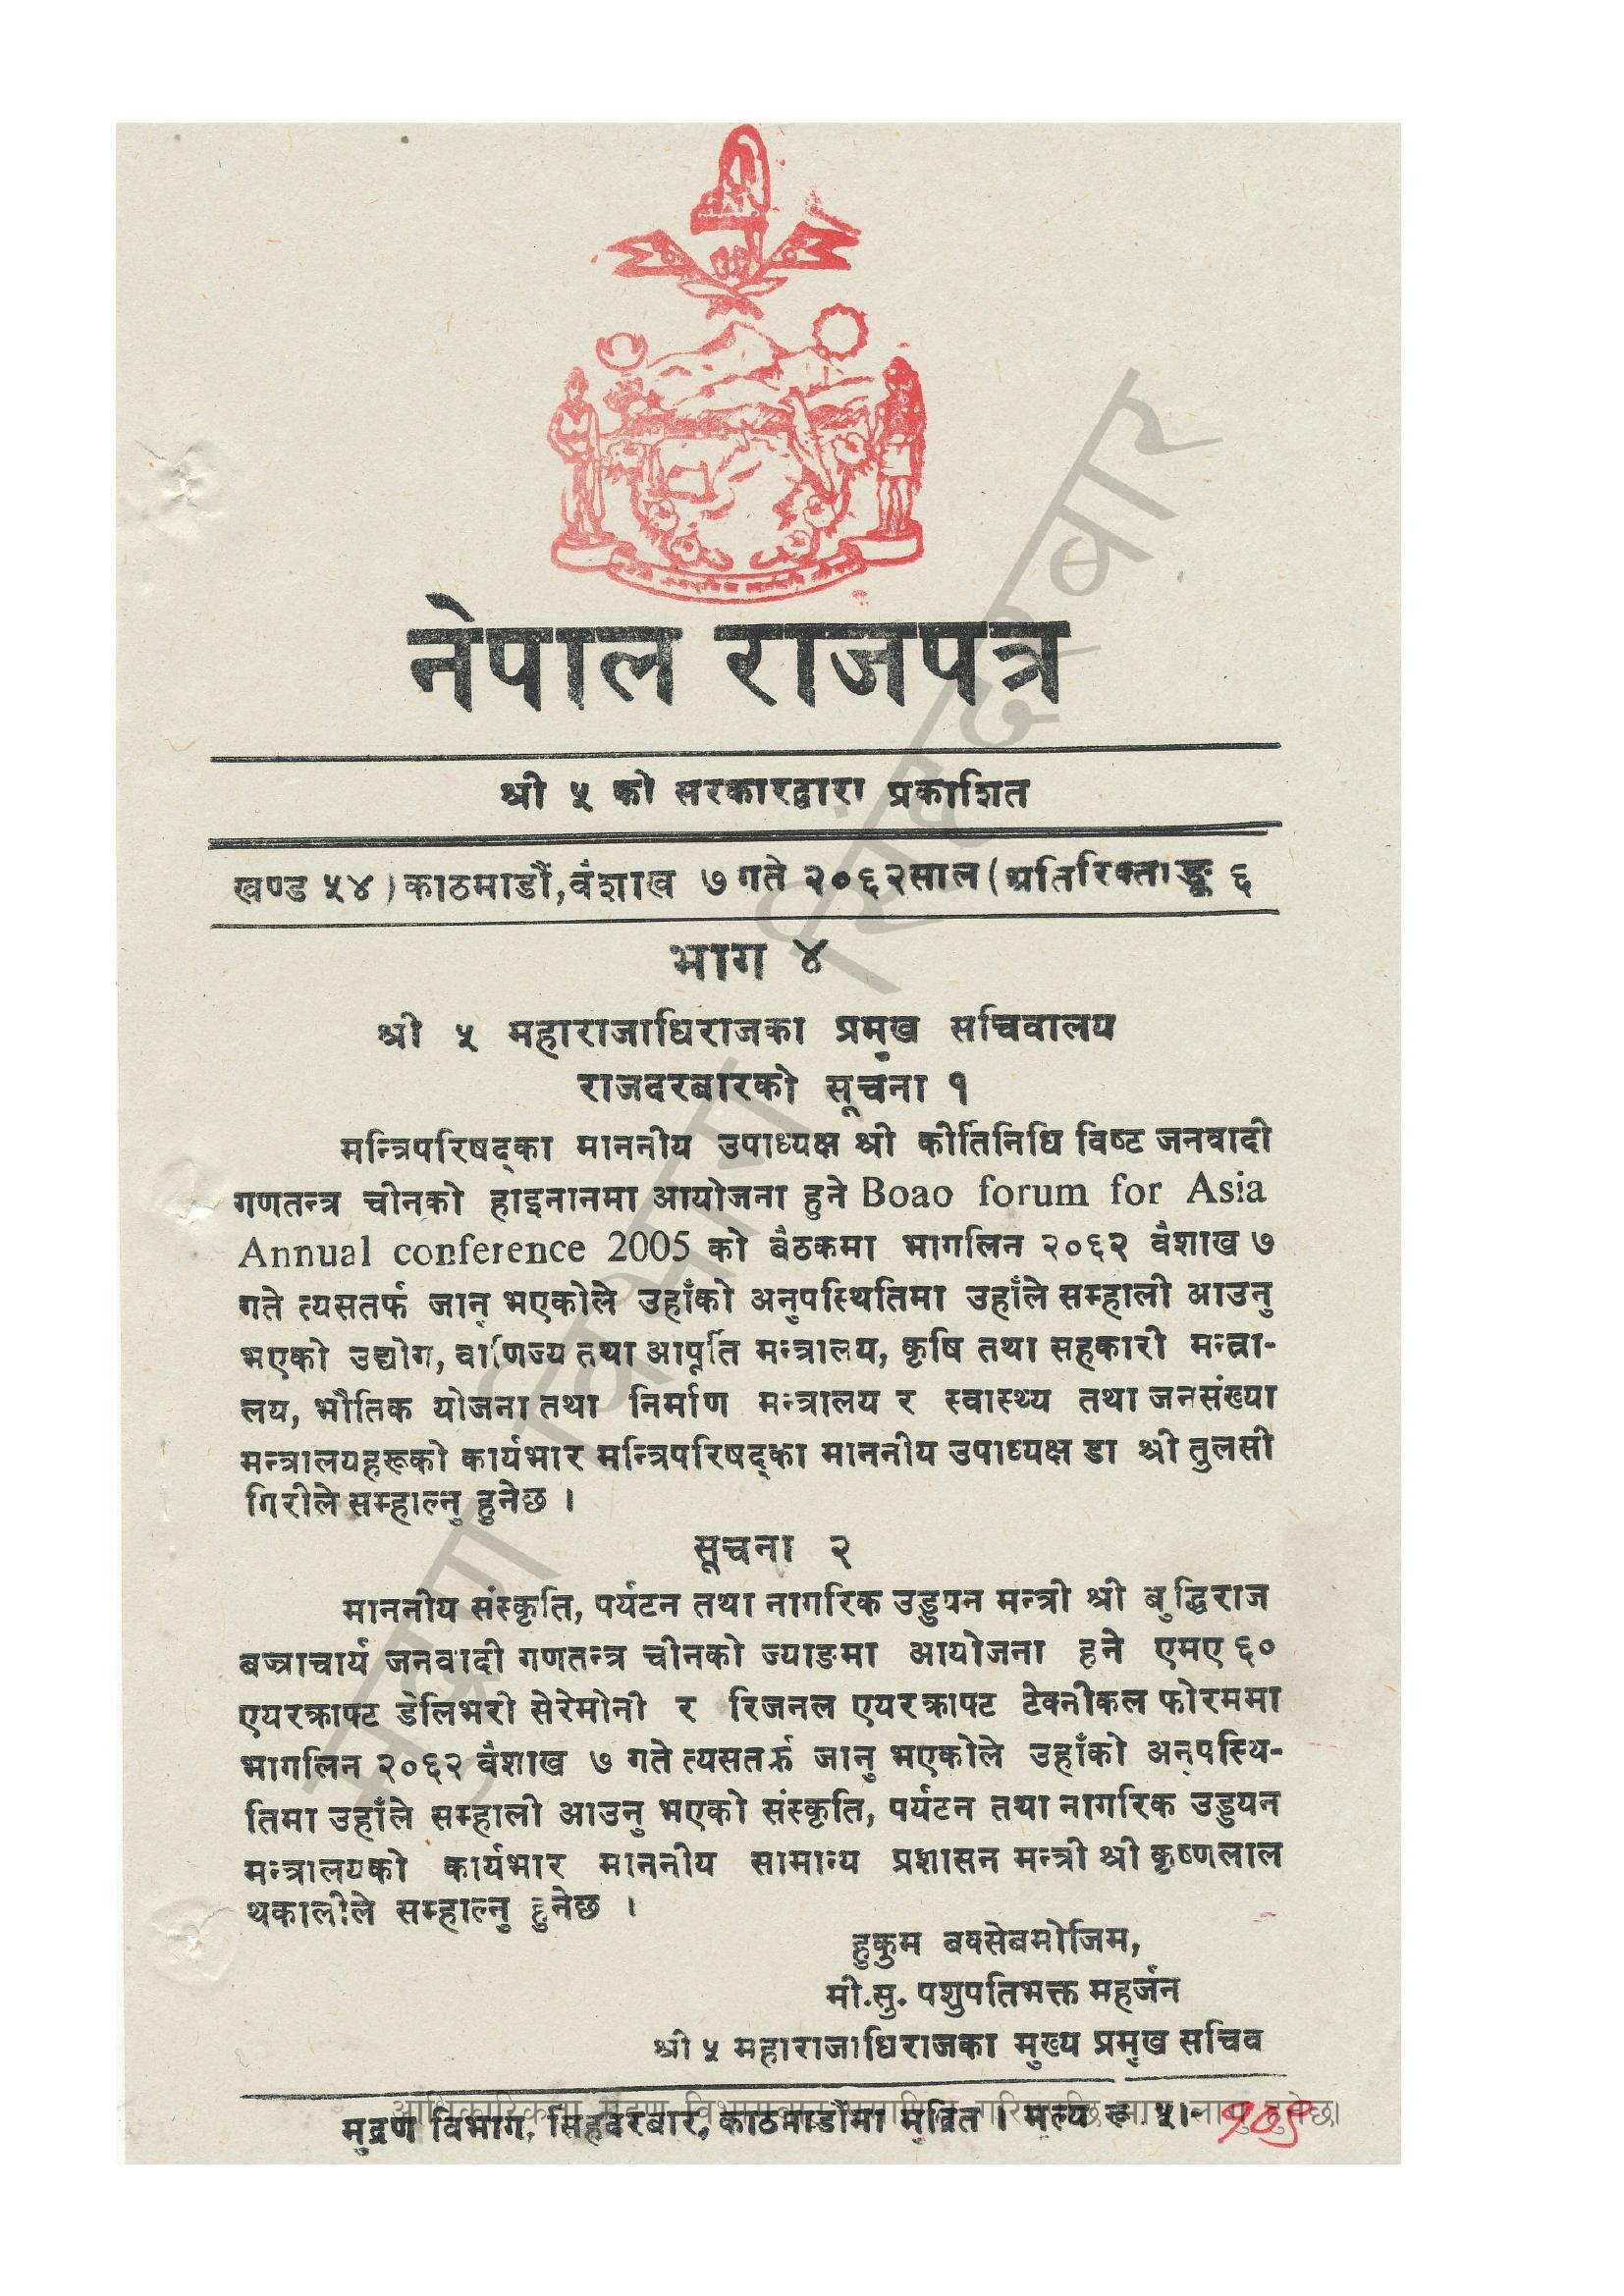 नेपाल राजपत्र
श्री ५ को सरकारद्वारा प्रकाशित
खण्ड ५४) काठमाडौं, वैशाख ७ गते २०६२ साल (अतिरिक्ताङ्क ६
भाग ४
श्री ५ महाराजाधिराजका प्रमुख सचिवालय
राजदरबारको सूचना १
मन्त्रिपरिषद्का माननीय उपाध्यक्ष श्री कीर्तिनिधि विष्ट जनवादी
गणतन्त्र चीनको हाइनानमा आयोजना हुने Boao forum for Asia
Annual conference 2005 को बैठकमा भागलिन २०६२ वैशाख ७
गते त्यसतर्फ जानु भएकोले उहाँको अनुपस्थितिमा उहाँले सम्हाली आउनु
भएको उद्योग, वाणिज्य तथा आपूर्ति मन्त्रालय, कृषि तथा सहकारी मन्त्रा-
लय, भौतिक योजना तथा निर्माण मन्त्रालय र स्वास्थ्य तथा जनसंख्या
मन्त्रालयहरूको कार्यभार मन्त्रिपरिषद्का माननीय उपाध्यक्ष डा श्री तुलसी
गिरीले सम्हाल्नु हुनेछ ।
सूचना २
माननीय संस्कृति, पर्यटन तथा नागरिक उड्डयन मन्त्री श्री बुद्धिराज
बज्राचार्य जनवादी गणतन्त्र चीनको ज्याङमा आयोजना हने एमए ६०
एयरक्राफ्ट डेलिभरी सेरेमोनी र रिजनल एयरक्राफ्ट टेक्नीकल फोरममा
भागलिन २०६२ वैशाख ७ गते त्यसतर्फ जानु भएकोले उहाँको अनुपस्थि-
तिमा उहाँले सम्हाली आउनु भएको संस्कृति, पर्यटन तथा नागरिक उड्डयन
मन्त्रालयको कार्यभार माननीय सामान्य प्रशासन मन्त्री श्री कृष्णलाल
थकालीले सम्हाल्नु हुनेछ ।
हुकुम बक्सेबमोजिम,
मी.सु. पशुपतिभक्त महर्जन
श्री ५ महाराजाधिराजका मुख्य प्रमुख सचिव
मुद्रण विभाग, सिंहदरबार, काठमाडौंमा मुद्रित । मूल्य रू. ५।-
मुद्रण विभाग, सिंहदरबार